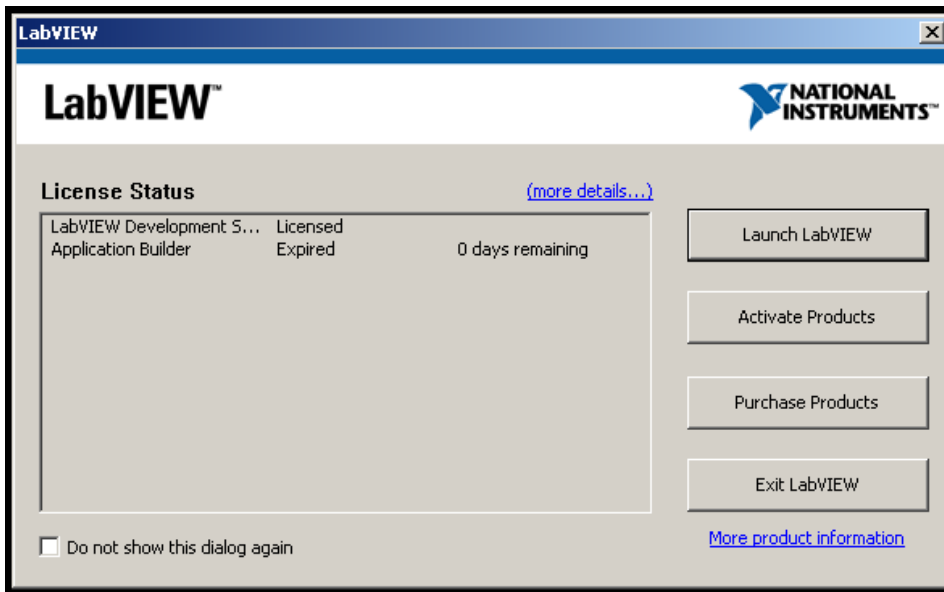 LabVIEW
LabVIEW™
NATIONAL
INSTRUMENTS™
License Status
(more details...)
LabVIEW Development S... Licensed
Application Builder Expired 0 days remaining
Launch LabVIEW
Activate Products
Purchase Products
Exit LabVIEW
Do not show this dialog again
More product information